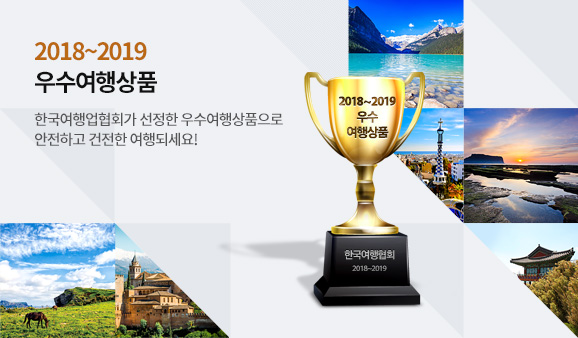 2018~2019
우수여행상품
한국여행업협회가 선정한 우수여행상품으로
안전하고 건전한 여행되세요!
2018~2019
우수
여행상품
한국여행협회
2018~2019